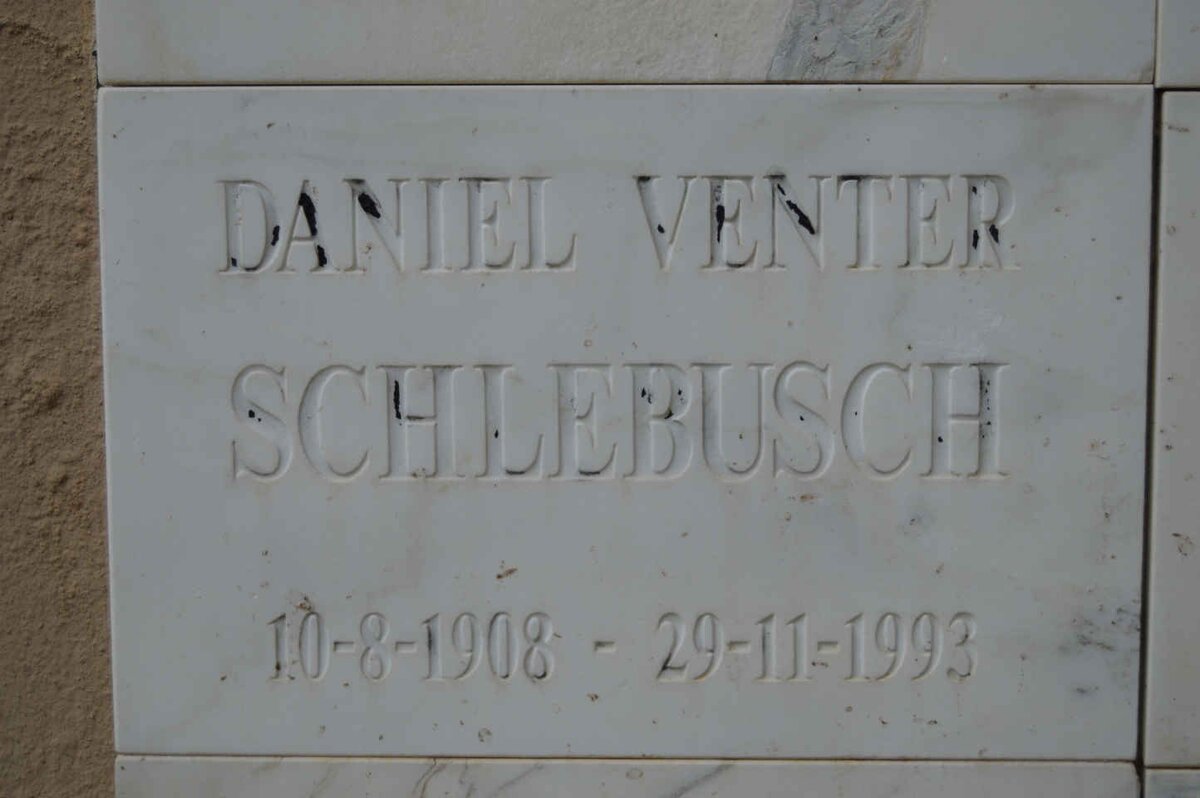 DANIEL VENTER
SCHLEBUSCH
10-8-1908 - 29-11-1993